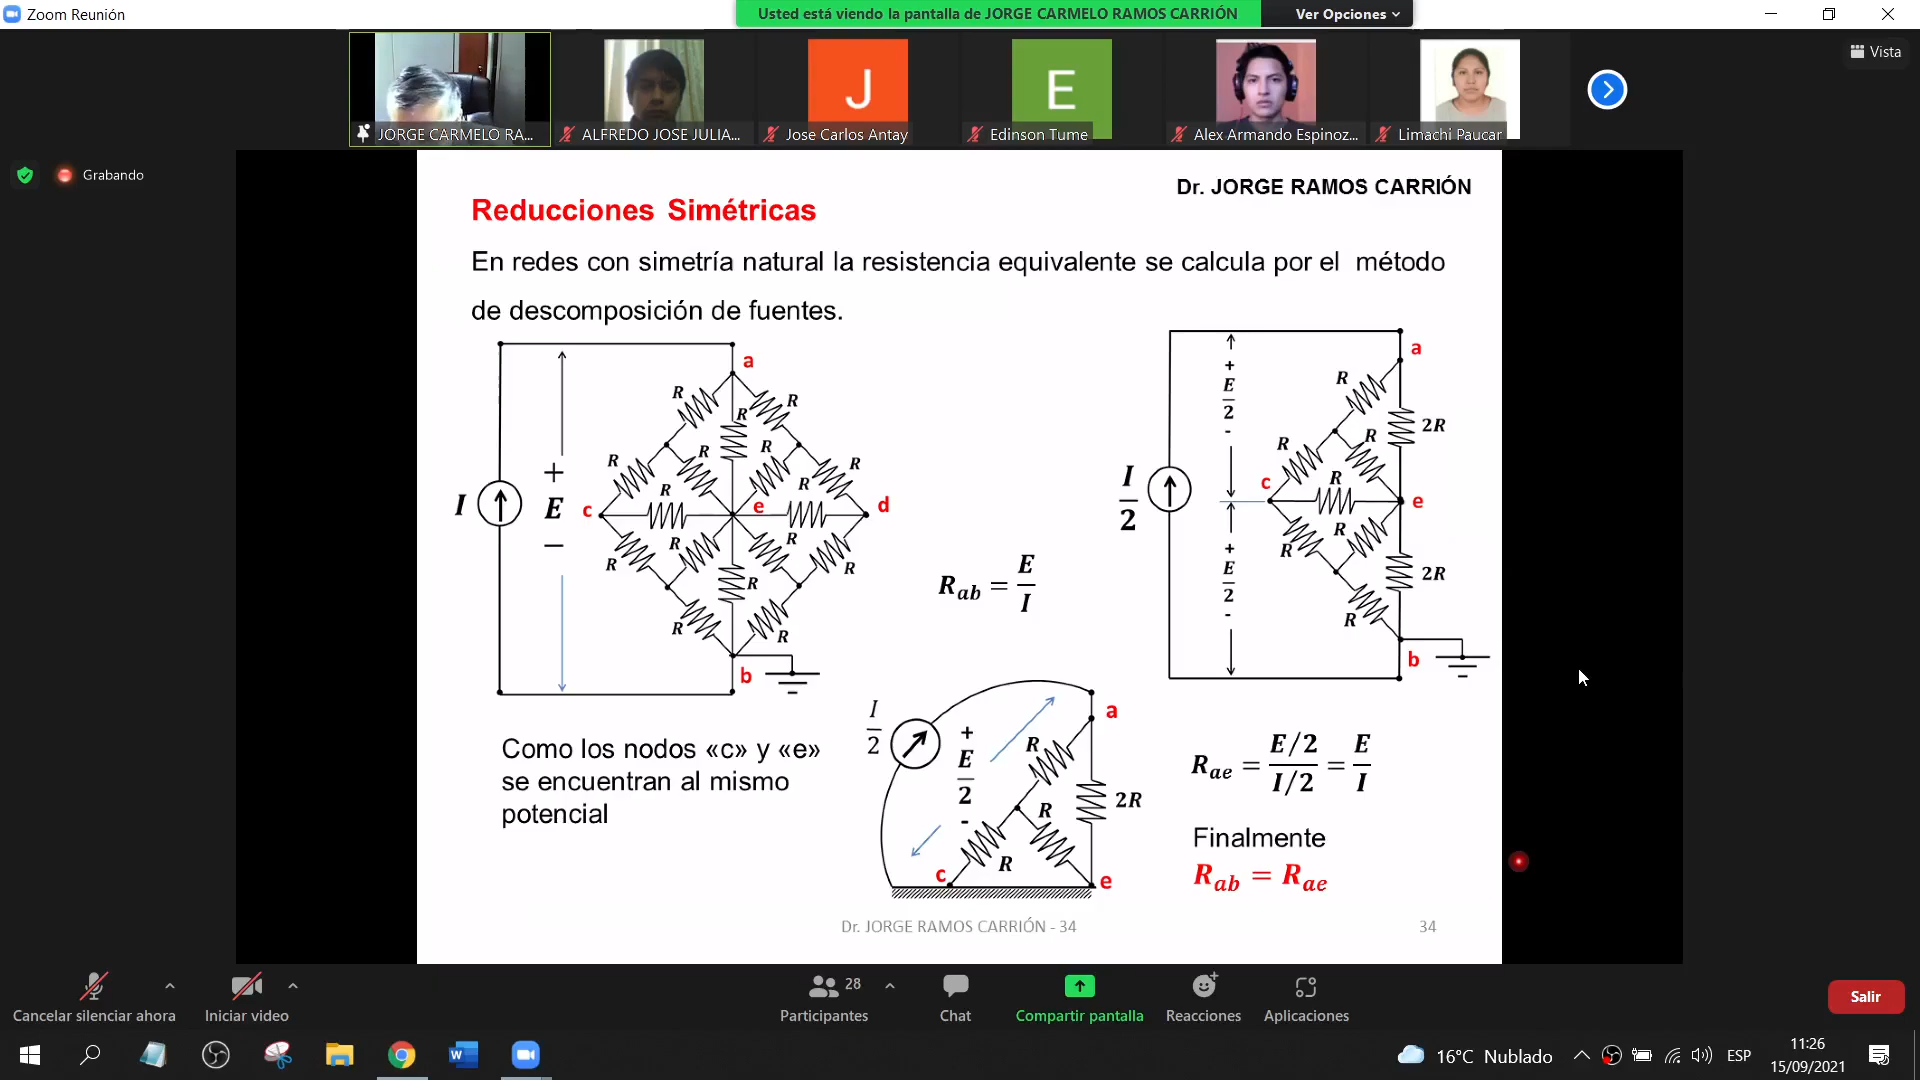 Zoom Reunión
Usted está viendo la pantalla de JORGE CARMELO RAMOS CARRIÓN
Ver Opciones
Vista
J
E
JORGE CARMELO RA...
ALFREDO JOSE JULIA...
Jose Carlos Antay
Edinson Tume
Alex Armando Espinoz...
Limachi Paucar
Grabando
Dr. JORGE RAMOS CARRIÓN
Reducciones Simétricas
En redes con simetría natural la resistencia equivalente se calcula por el método
de descomposición de fuentes.
a
R R
R
R R R R
R R
I + E − c e d
R R R R
R
R R
b
R_ab = E/I
a
R
2R
R R
+ E/2 -
I/2
c R e
R R
+ E/2 -
2R
R
b
Como los nodos «c» y «e»
se encuentran al mismo
potencial
I/2
+ E/2 -
a
R
2R
R
R
c e
R_ae = (E/2)/(I/2) = E/I
Finalmente
R_ab = R_ae
Dr. JORGE RAMOS CARRIÓN - 34
34
Cancelar silenciar ahora
Iniciar video
28
Participantes
Chat
Compartir pantalla
Reacciones
Aplicaciones
Salir
16°C Nublado
ESP
11:26
15/09/2021